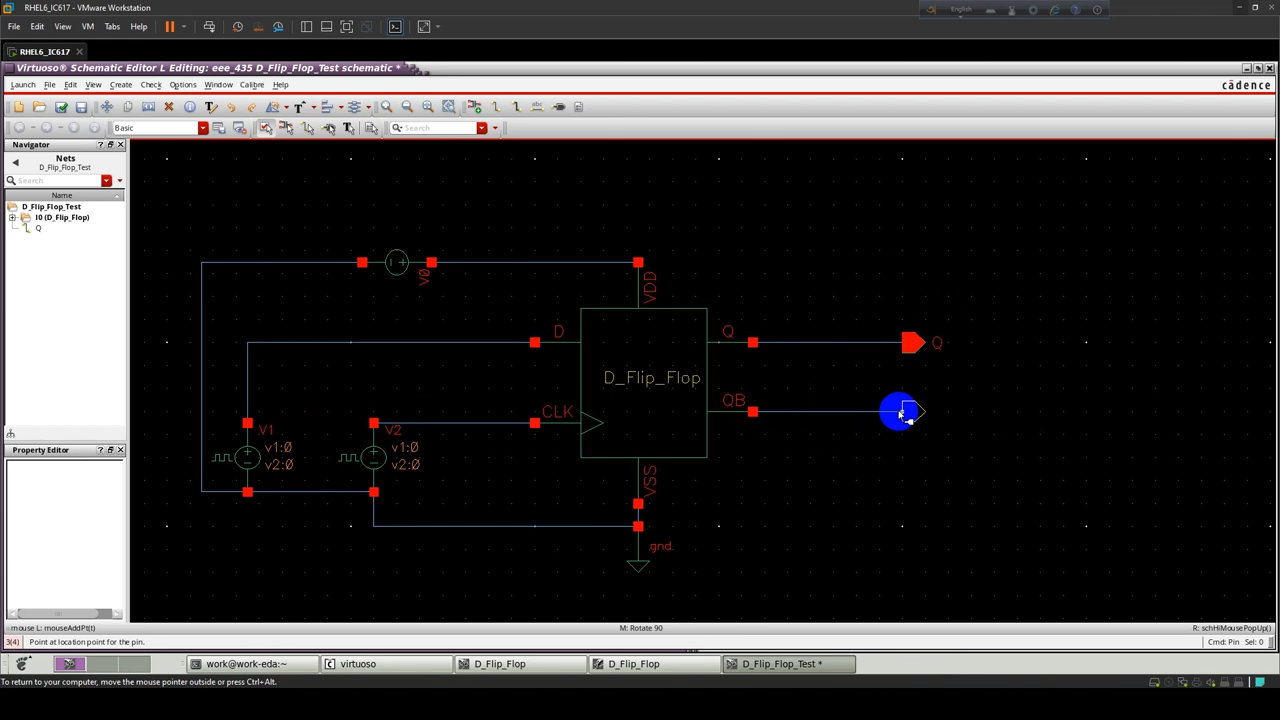 RHEL6_IC617 - VMware Workstation
English
File Edit View VM Tabs Help
RHEL6_IC617
Virtuoso® Schematic Editor L Editing: eee_435 D_Flip_Flop_Test schematic *
Launch File Edit View Create Check Options Window Calibre Help
cādence
Basic
Search
Navigator
Nets
D_Flip_Flop_Test
Search
Name
D_Flip_Flop_Test
I0 (D_Flip_Flop)
Q
Property Editor
V0
VDD
D
Q
Q
D_Flip_Flop
CLK
QB
V1
v1:0
v2:0
V2
v1:0
v2:0
VSS
gnd
mouse L: mouseAddPt(t)
M: Rotate 90
R: schHiMousePopUp()
3(4) Point at location point for the pin.
Cmd: Pin Sel: 0
work@work-eda:~
virtuoso
D_Flip_Flop
D_Flip_Flop
D_Flip_Flop_Test *
To return to your computer, move the mouse pointer outside or press Ctrl+Alt.